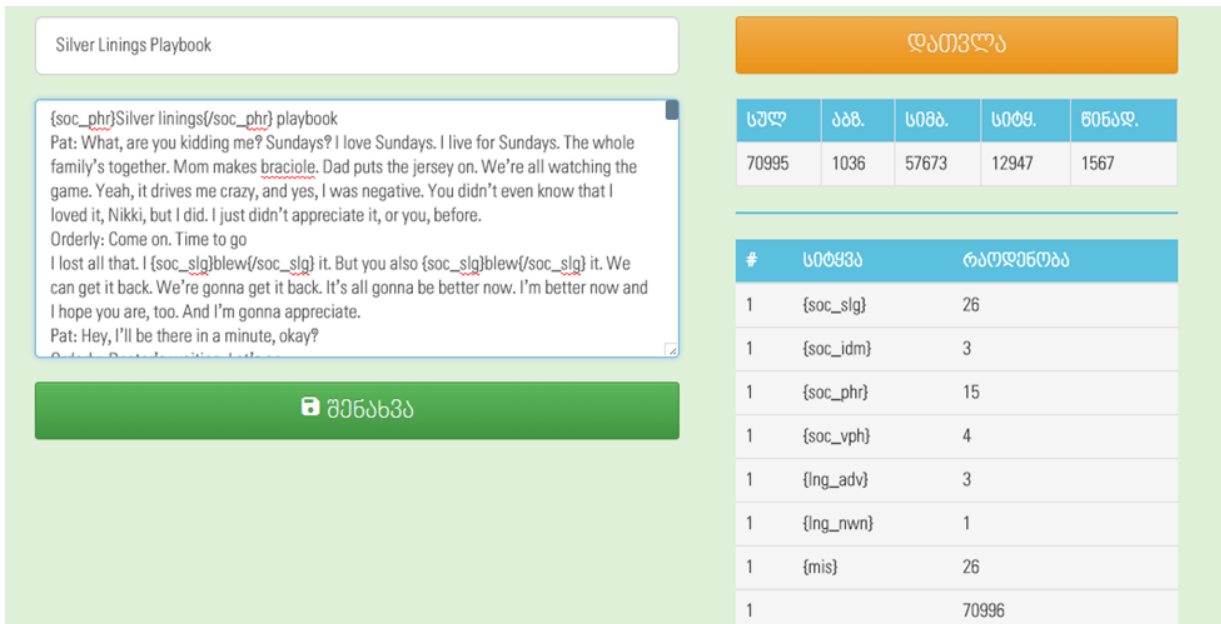 Silver Linings Playbook
{soc_phr}Silver linings{/soc_phr} playbook
Pat: What, are you kidding me? Sundays? I love Sundays. I live for Sundays. The whole
family's together. Mom makes braciole. Dad puts the jersey on. We're all watching the
game. Yeah, it drives me crazy, and yes, I was negative. You didn't even know that I
loved it, Nikki, but I did. I just didn't appreciate it, or you, before.
Orderly: Come on. Time to go
I lost all that. I {soc_slg}blew{/soc_slg} it. But you also {soc_slg}blew{/soc_slg} it. We
can get it back. We're gonna get it back. It's all gonna be better now. I'm better now and
I hope you are, too. And I'm gonna appreciate.
Pat: Hey, I'll be there in a minute, okay?
შენახვა
დათვლა
სულ აბზ. სიმბ. სიტყ. წინად.
70995 1036 57673 12947 1567
# სიტყვა რაოდენობა
1 {soc_slg} 26
1 {soc_idm} 3
1 {soc_phr} 15
1 {soc_vph} 4
1 {lng_adv} 3
1 {lng_nwn} 1
1 {mis} 26
1 70996